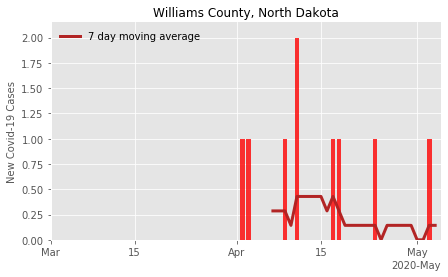 Williams County, North Dakota
7 day moving average
New Covid-19 Cases
2.00
1.75
1.50
1.25
1.00
0.75
0.50
0.25
0.00
Mar 15 Apr 15 May
2020-May